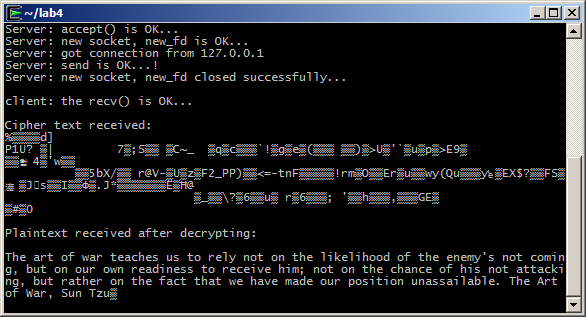 ~/lab4
Server: accept() is OK...
Server: new socket, new_fd is OK...
Server: got connection from 127.0.0.1
Server: send is OK...!
Server: new socket, new_fd closed successfully...
client: the recv() is OK...
Cipher text received:
Plaintext received after decrypting:
The art of war teaches us to rely not on the likelihood of the enemy's not comin
g, but on our own readiness to receive him; not on the chance of his not attacki
ng, but rather on the fact that we have made our position unassailable. The Art
of War, Sun Tzu